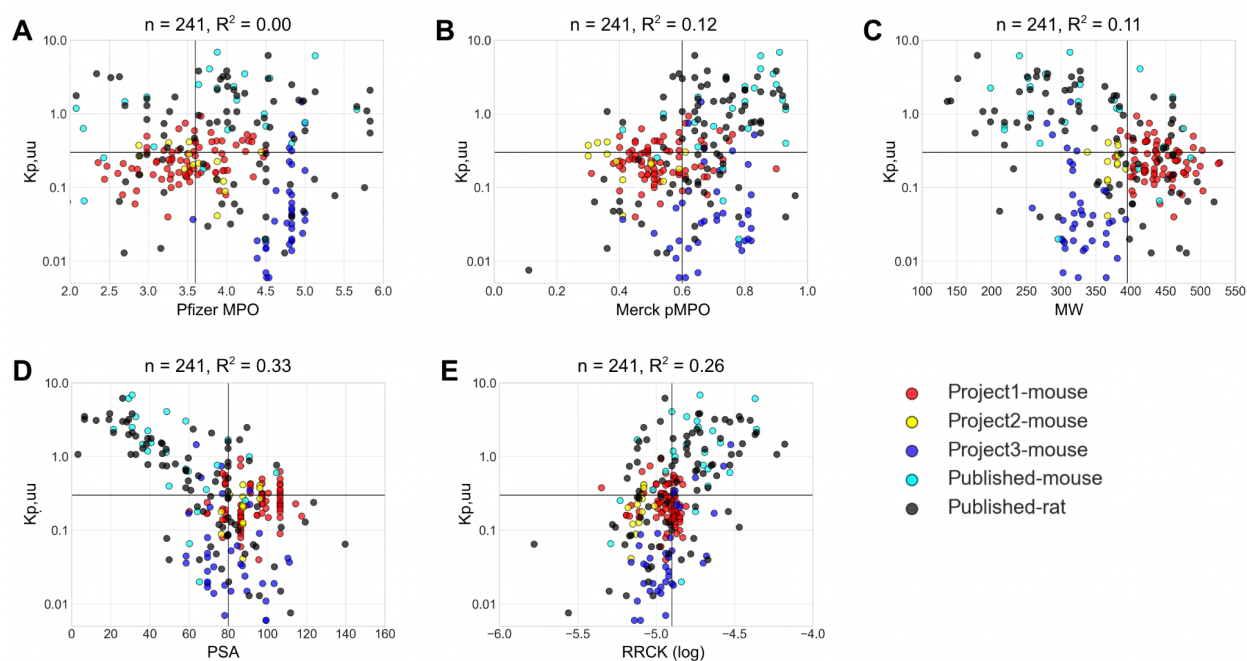 A
n = 241, R² = 0.00
Kp,uu
10.0
1.0
0.1
0.01
2.0 2.5 3.0 3.5 4.0 4.5 5.0 5.5 6.0
Pfizer MPO
B
n = 241, R² = 0.12
Kp,uu
10.0
1.0
0.1
0.01
0.0 0.2 0.4 0.6 0.8 1.0
Merck pMPO
C
n = 241, R² = 0.11
Kp,uu
10.0
1.0
0.1
0.01
100 150 200 250 300 350 400 450 500 550
MW
D
n = 241, R² = 0.33
Kp,uu
10.0
1.0
0.1
0.01
0 20 40 60 80 100 120 140 160
PSA
E
n = 241, R² = 0.26
Kp,uu
10.0
1.0
0.1
0.01
−6.0 −5.5 −5.0 −4.5 −4.0
RRCK (log)
Project1-mouse
Project2-mouse
Project3-mouse
Published-mouse
Published-rat